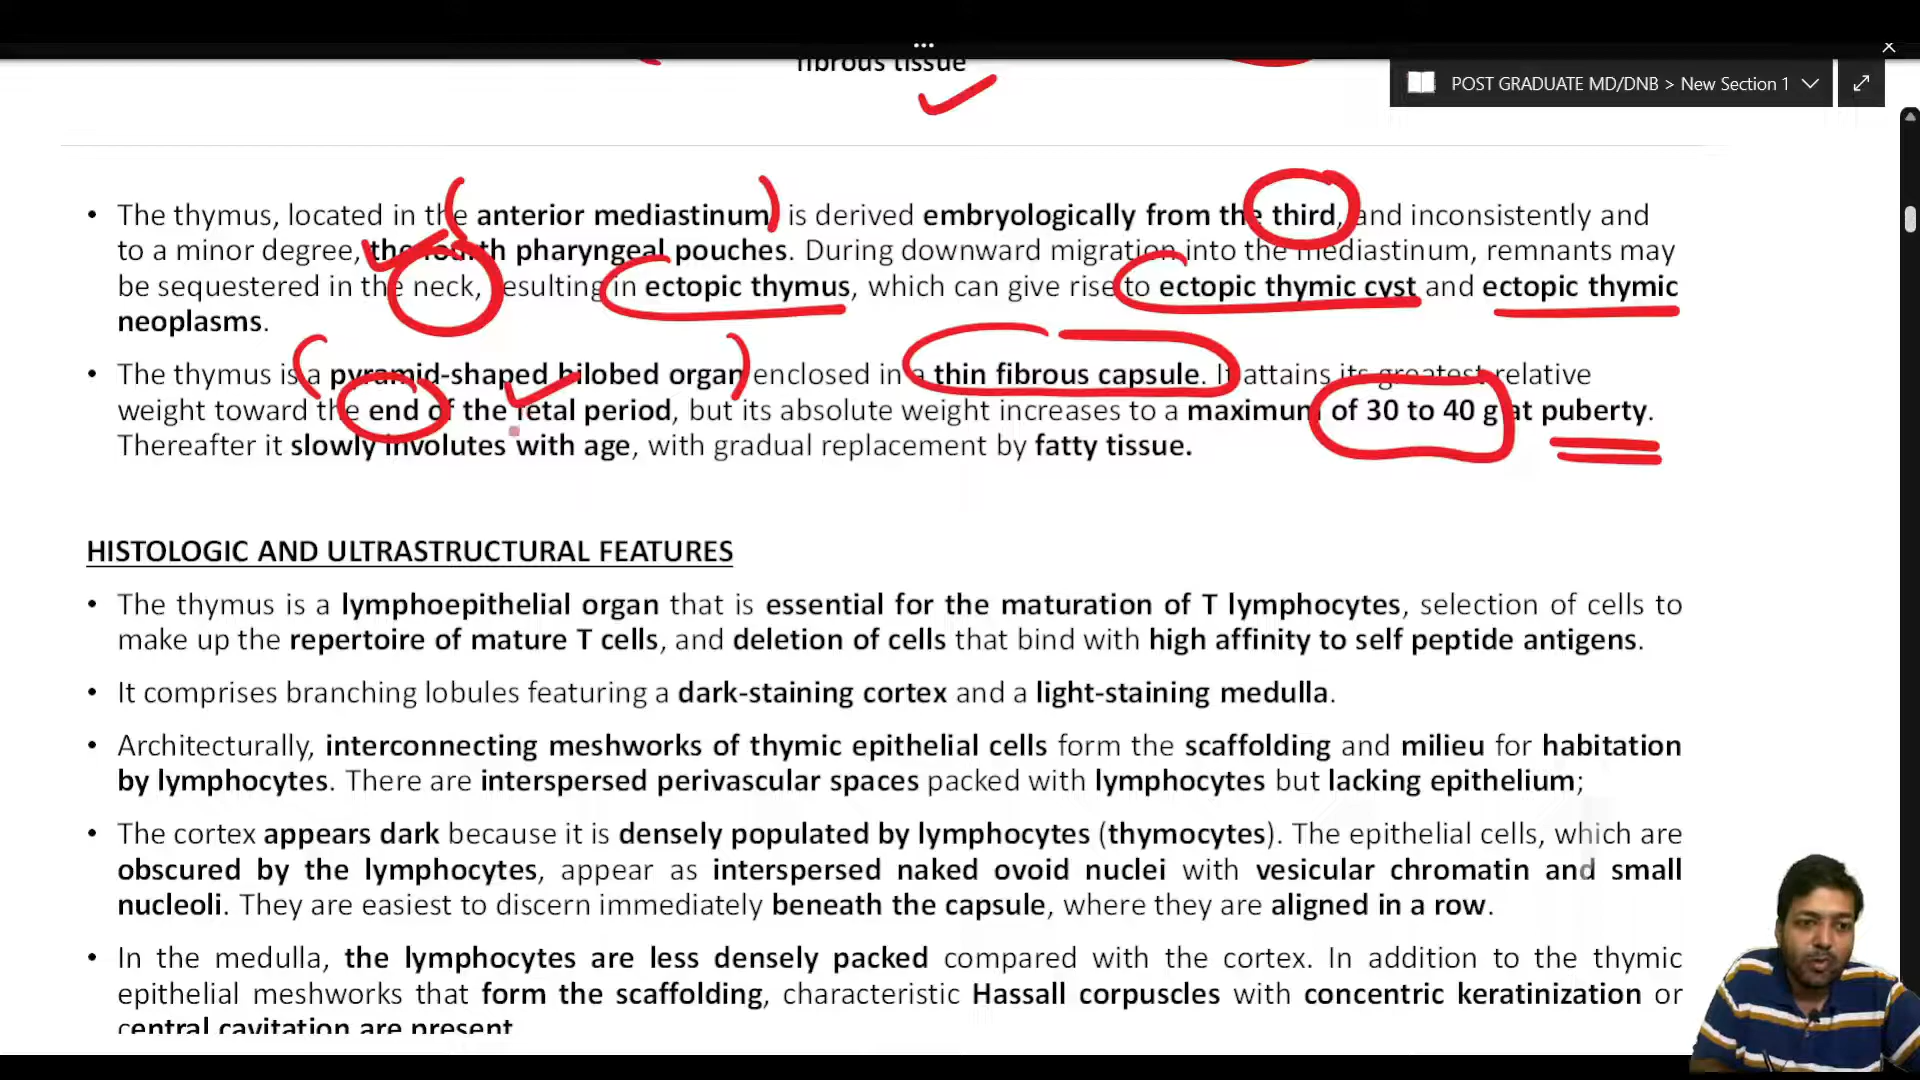 fibrous tissue
POST GRADUATE MD/DNB > New Section 1
• The thymus, located in the anterior mediastinum, is derived embryologically from the third, and inconsistently and
to a minor degree, the fourth pharyngeal pouches. During downward migration into the mediastinum, remnants may
be sequestered in the neck, resulting in ectopic thymus, which can give rise to ectopic thymic cyst and ectopic thymic
neoplasms.
• The thymus is a pyramid-shaped bilobed organ enclosed in a thin fibrous capsule. It attains its greatest relative
weight toward the end of the fetal period, but its absolute weight increases to a maximum of 30 to 40 g at puberty.
Thereafter it slowly involutes with age, with gradual replacement by fatty tissue.
HISTOLOGIC AND ULTRASTRUCTURAL FEATURES
• The thymus is a lymphoepithelial organ that is essential for the maturation of T lymphocytes, selection of cells to
make up the repertoire of mature T cells, and deletion of cells that bind with high affinity to self peptide antigens.
• It comprises branching lobules featuring a dark-staining cortex and a light-staining medulla.
• Architecturally, interconnecting meshworks of thymic epithelial cells form the scaffolding and milieu for habitation
by lymphocytes. There are interspersed perivascular spaces packed with lymphocytes but lacking epithelium;
• The cortex appears dark because it is densely populated by lymphocytes (thymocytes). The epithelial cells, which are
obscured by the lymphocytes, appear as interspersed naked ovoid nuclei with vesicular chromatin and small
nucleoli. They are easiest to discern immediately beneath the capsule, where they are aligned in a row.
• In the medulla, the lymphocytes are less densely packed compared with the cortex. In addition to the thymic
epithelial meshworks that form the scaffolding, characteristic Hassall corpuscles with concentric keratinization or
central cavitation are present